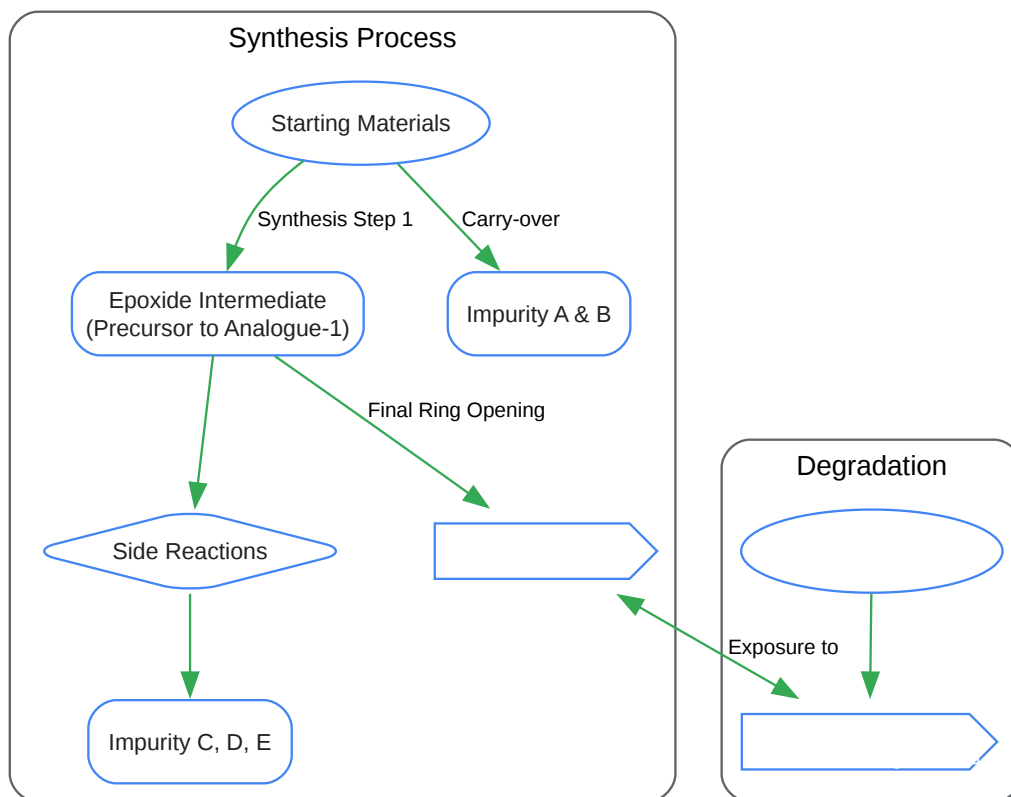 Synthesis Process
Starting Materials
Synthesis Step 1
Carry-over
Epoxide Intermediate
(Precursor to Analogue-1)
Impurity A & B
Final Ring Opening
Degradation
Side Reactions
Exposure to
Impurity C, D, E